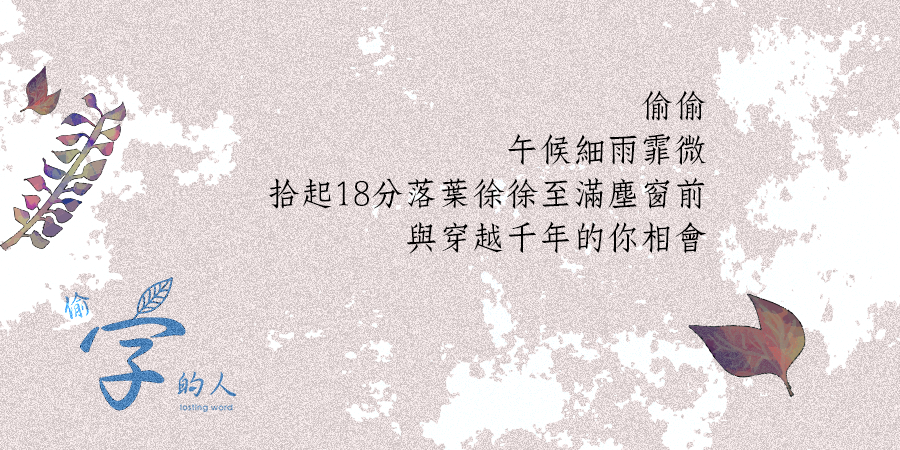 偷偷
午候細雨霏微
拾起18分落葉徐徐至滿塵窗前
與穿越千年的你相會
偷
字
的人
lasting word